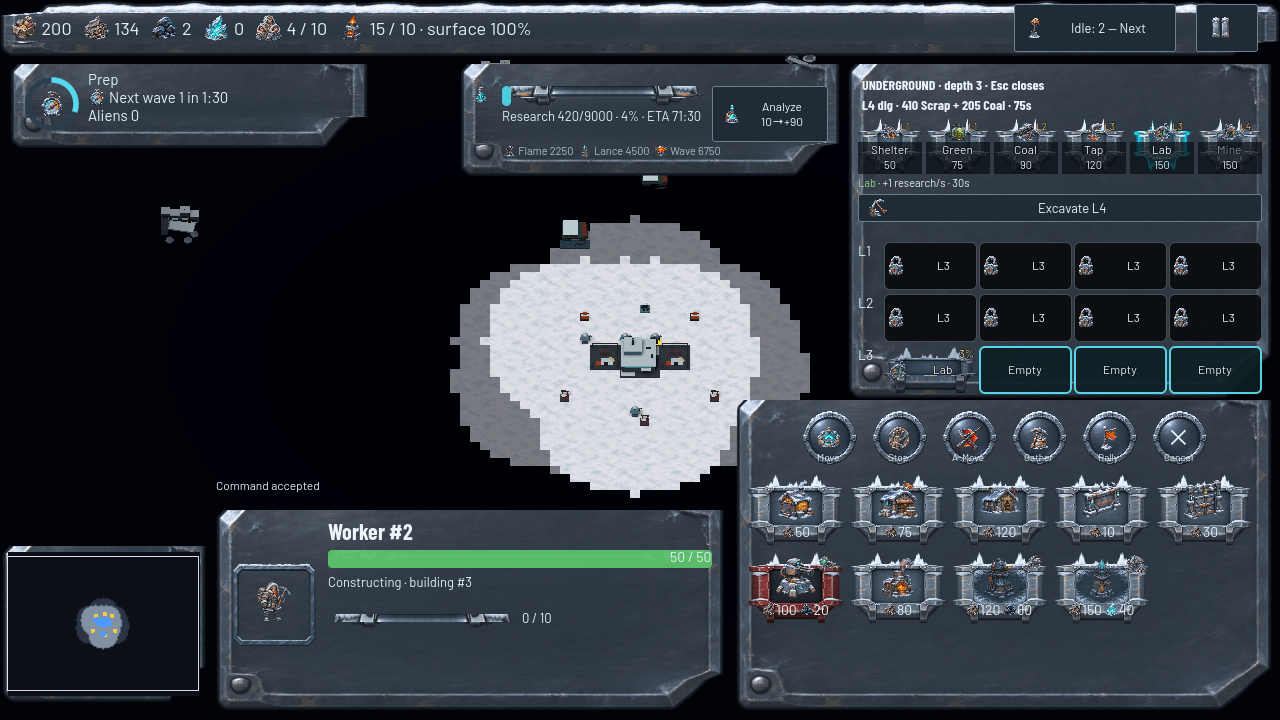 200 134 2 0 4 / 10 15 / 10 · surface 100%
Idle: 2 — Next
Prep
Next wave 1 in 1:30
Aliens 0
Research 420/9000 · 4% · ETA 71:30
Analyze
10→+90
Flame 2250 Lance 4500 Wave 6750
UNDERGROUND · depth 3 · Esc closes
L4 dig · 410 Scrap + 205 Coal · 75s
Shelter Green Coal Tap Lab Mine
50 75 90 120 150 150
Lab · +1 research/s · 30s
Excavate L4
L1 L3 L3 L3 L3
L2 L3 L3 L3 L3
L3 Lab 3% Empty Empty Empty
Move Stop A-Move Gather Rally Cancel
50 75 120 10 30
100 20 80 120 80 150 40
Command accepted
Worker #2
50 / 50
Constructing · building #3
0 / 10